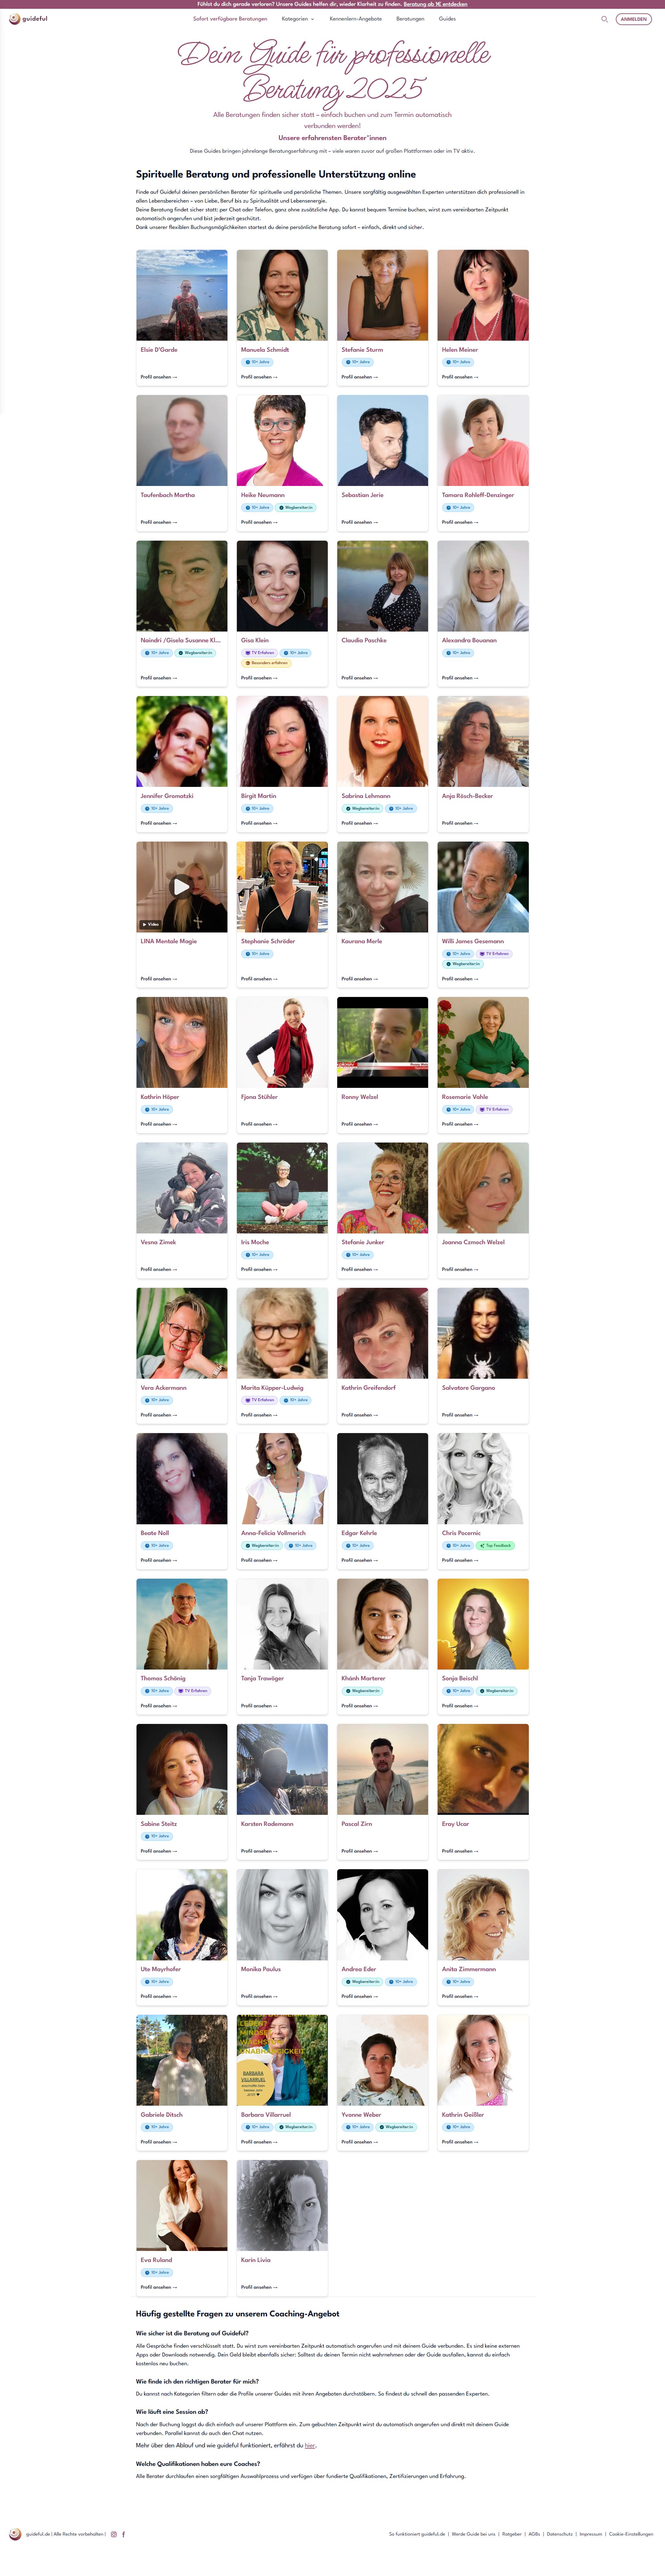 Fühlst du dich gerade verloren? Unsere Guides helfen dir, wieder Klarheit zu finden. Beratung ab 1€ entdecken
guideful
Sofort verfügbare Beratungen
Kategorien
Kennenlern-Angebote
Beratungen
Guides
ANMELDEN
Dein Guide für professionelle
Beratung 2025
Alle Beratungen finden sicher statt – einfach buchen und zum Termin automatisch
verbunden werden!
Unsere erfahrensten Berater*innen
Diese Guides bringen jahrelange Beratungserfahrung mit – viele waren zuvor auf großen Plattformen oder im TV aktiv.
Spirituelle Beratung und professionelle Unterstützung online
Finde auf Guideful deinen persönlichen Berater für spirituelle und persönliche Themen. Unsere sorgfältig ausgewählten Experten unterstützen dich professionell in
allen Lebensbereichen – von Liebe, Beruf bis zu Spiritualität und Lebensenergie.
Deine Beratung findet sicher statt: per Chat oder Telefon, ganz ohne zusätzliche App. Du kannst bequem Termine buchen, wirst zum vereinbarten Zeitpunkt
automatisch angerufen und bist jederzeit geschützt.
Dank unserer flexiblen Buchungsmöglichkeiten startest du deine persönliche Beratung sofort – einfach, direkt und sicher.
Elsie D'Garde
Profil ansehen →
Manuela Schmidt
10+ Jahre
Profil ansehen →
Stefanie Sturm
10+ Jahre
Profil ansehen →
Helen Meiner
10+ Jahre
Profil ansehen →
Taufenbach Martha
Profil ansehen →
Heike Neumann
10+ Jahre
Wegbereiter:in
Profil ansehen →
Sebastian Jerie
Profil ansehen →
Tamara Rohleff-Denzinger
10+ Jahre
Profil ansehen →
Naindri /Gisela Susanne Kl...
10+ Jahre
Wegbereiter:in
Profil ansehen →
Gisa Klein
TV Erfahren
10+ Jahre
Besonders erfahren
Profil ansehen →
Claudia Paschke
Profil ansehen →
Alexandra Bauanan
10+ Jahre
Profil ansehen →
Jennifer Gromatzki
10+ Jahre
Profil ansehen →
Birgit Martin
10+ Jahre
Profil ansehen →
Sabrina Lehmann
Wegbereiter:in
10+ Jahre
Profil ansehen →
Anja Rösch-Becker
Profil ansehen →
Video
LINA Mentale Magie
Profil ansehen →
Stephanie Schröder
10+ Jahre
Profil ansehen →
Kaurana Merle
Profil ansehen →
Willi James Gesemann
10+ Jahre
TV Erfahren
Wegbereiter:in
Profil ansehen →
Kathrin Höper
10+ Jahre
Profil ansehen →
Fjona Stühler
Profil ansehen →
Ronny Welzel
Profil ansehen →
Rosemarie Vahle
10+ Jahre
TV Erfahren
Profil ansehen →
Vesna Zimek
Profil ansehen →
Iris Mache
10+ Jahre
Profil ansehen →
Stefanie Junker
10+ Jahre
Profil ansehen →
Joanna Czmoch Welzel
Profil ansehen →
Vera Ackermann
10+ Jahre
Profil ansehen →
Marita Küpper-Ludwig
TV Erfahren
10+ Jahre
Profil ansehen →
Kathrin Greifendorf
Profil ansehen →
Salvatore Gargano
Profil ansehen →
Beate Noll
10+ Jahre
Profil ansehen →
Anna-Felicia Vollmerich
Wegbereiter:in
10+ Jahre
Profil ansehen →
Edgar Kehrle
10+ Jahre
Profil ansehen →
Chris Pacernic
10+ Jahre
Top Feedback
Profil ansehen →
Thomas Schönig
10+ Jahre
TV Erfahren
Profil ansehen →
Tanja Trawöger
Profil ansehen →
Khánh Marterer
Wegbereiter:in
Profil ansehen →
Sonja Beischl
10+ Jahre
Wegbereiter:in
Profil ansehen →
Sabine Steitz
10+ Jahre
Profil ansehen →
Karsten Rademann
Profil ansehen →
Pascal Zirn
Profil ansehen →
Eray Ucar
Profil ansehen →
Ute Mayrhofer
10+ Jahre
Profil ansehen →
Monika Paulus
Profil ansehen →
Andrea Eder
Wegbereiter:in
10+ Jahre
Profil ansehen →
Anita Zimmermann
10+ Jahre
Profil ansehen →
Gabriele Ditsch
10+ Jahre
Profil ansehen →
BARBARA
VILLARRUEL
Barbara Villarruel
10+ Jahre
Wegbereiter:in
Profil ansehen →
Yvonne Weber
10+ Jahre
Wegbereiter:in
Profil ansehen →
Kathrin Geißler
10+ Jahre
Profil ansehen →
Eva Ruland
10+ Jahre
Profil ansehen →
Karin Livia
Profil ansehen →
Häufig gestellte Fragen zu unserem Coaching-Angebot
Wie sicher ist die Beratung auf Guideful?
Alle Gespräche finden verschlüsselt statt. Du wirst zum vereinbarten Zeitpunkt automatisch angerufen und mit deinem Guide verbunden. Es sind keine externen
Apps oder Downloads notwendig. Dein Geld bleibt ebenfalls sicher: Solltest du deinen Termin nicht wahrnehmen oder der Guide ausfallen, kannst du einfach
kostenlos neu buchen.
Wie finde ich den richtigen Berater für mich?
Du kannst nach Kategorien filtern oder die Profile unserer Guides mit ihren Angeboten durchstöbern. So findest du schnell den passenden Experten.
Wie läuft eine Session ab?
Nach der Buchung loggst du dich einfach auf unserer Plattform ein. Zum gebuchten Zeitpunkt wirst du automatisch angerufen und direkt mit deinem Guide
verbunden. Parallel kannst du auch den Chat nutzen.
Mehr über den Ablauf und wie guideful funktioniert, erfährst du hier.
Welche Qualifikationen haben eure Coaches?
Alle Berater durchlaufen einen sorgfältigen Auswahlprozess und verfügen über fundierte Qualifikationen, Zertifizierungen und Erfahrung.
guideful.de | Alle Rechte vorbehalten |
So funktioniert guideful.de | Werde Guide bei uns | Ratgeber | AGBs | Datenschutz | Impressum | Cookie-Einstellungen